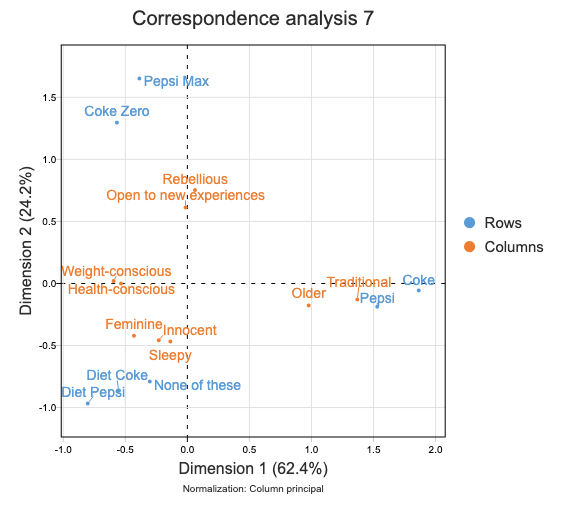 Correspondence analysis 7
Pepsi Max
1.5
Coke Zero
1.0
Rebellious
Open to new experiences
0.5
Rows
Columns
Dimension 2 (24.2%)
Weight-conscious
Traditional
Coke
0.0
Health-conscious
Older
Pepsi
Feminine
Innocent
-0.5
Sleepy
Diet Coke
None of these
Diet Pepsi
-1.0
-1.0 -0.5 0.0 0.5 1.0 1.5 2.0
Dimension 1 (62.4%)
Normalization: Column principal